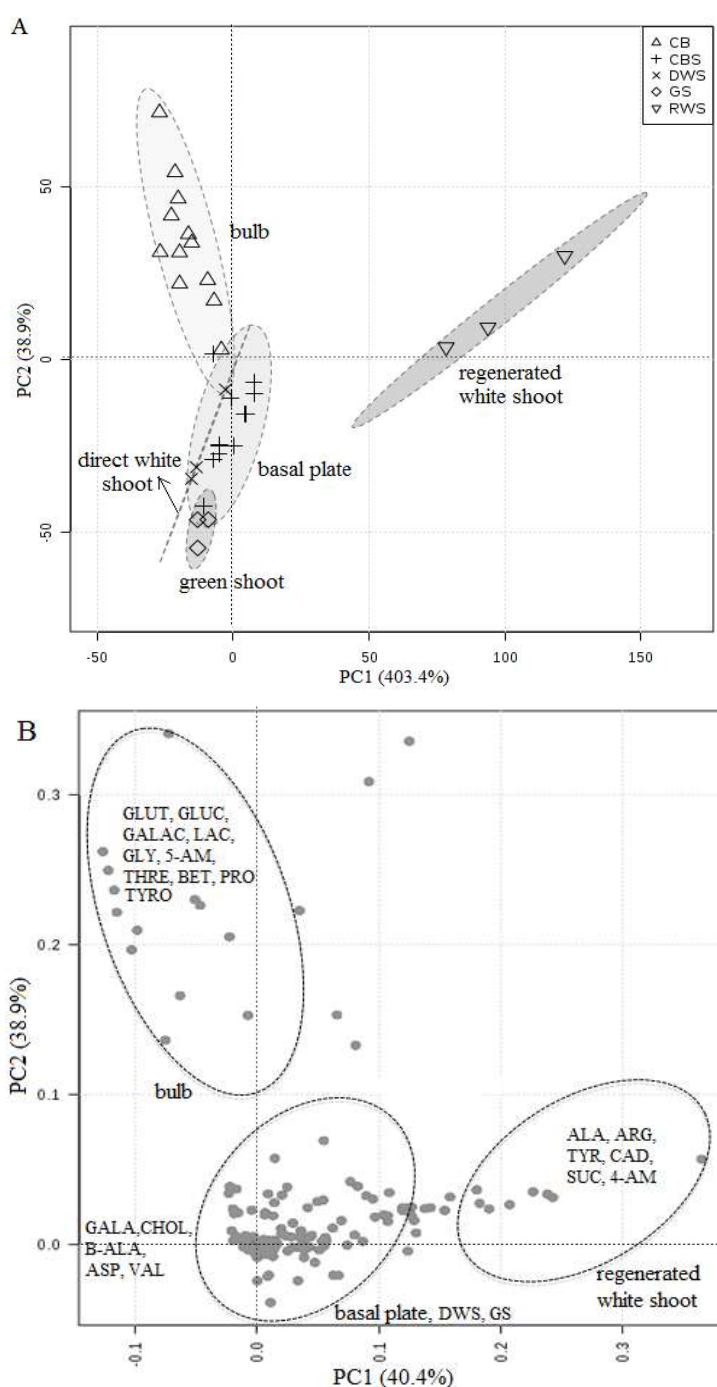 A
CB
CBS
DWS
GS
RWS
50
0
50
PC2 (38.9%)
bulb
regenerated
white shoot
direct white
shoot
basal plate
green shoot
-50
0
50
100
150
PC1 (403.4%)
B
0.3
0.2
0.1
0.0
PC2 (38.9%)
GLUT, GLUC,
GALAC, LAC,
GLY, 5-AM,
THRE, BET, PRO
TYRO
bulb
ALA, ARG,
TYR, CAD,
SUC, 4-AM
GALA,CHOL,
B-ALA,
ASP, VAL
regenerated
white shoot
basal plate, DWS, GS
-0.1
0.0
0.1
0.2
0.3
PC1 (40.4%)